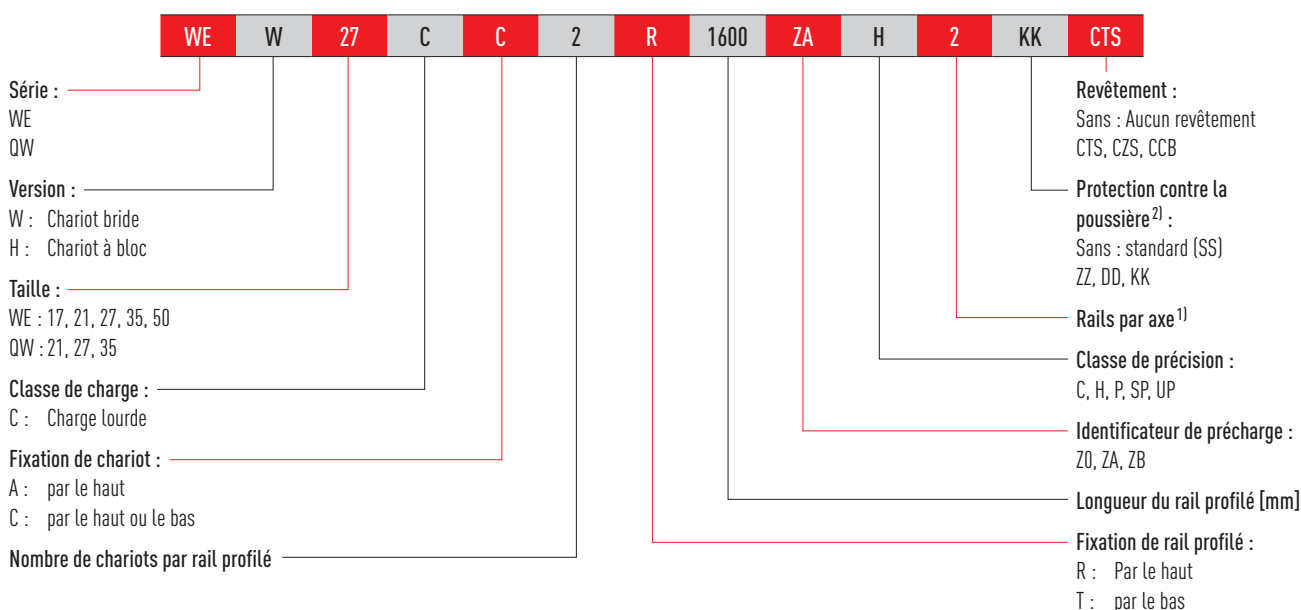 WE W 27 C C 2 R 1600 ZA H 2 KK CTS
Série :
WE
QW
Version :
W : Chariot bride
H : Chariot à bloc
Taille :
WE : 17, 21, 27, 35, 50
QW : 21, 27, 35
Classe de charge :
C : Charge lourde
Fixation de chariot :
A : par le haut
C : par le haut ou le bas
Nombre de chariots par rail profilé
Revêtement :
Sans : Aucun revêtement
CTS, CZS, CCB
Protection contre la
poussière 2) :
Sans : standard (SS)
ZZ, DD, KK
Rails par axe 1)
Classe de précision :
C, H, P, SP, UP
Identificateur de précharge :
Z0, ZA, ZB
Longueur du rail profilé [mm]
Fixation de rail profilé :
R : Par le haut
T : par le bas